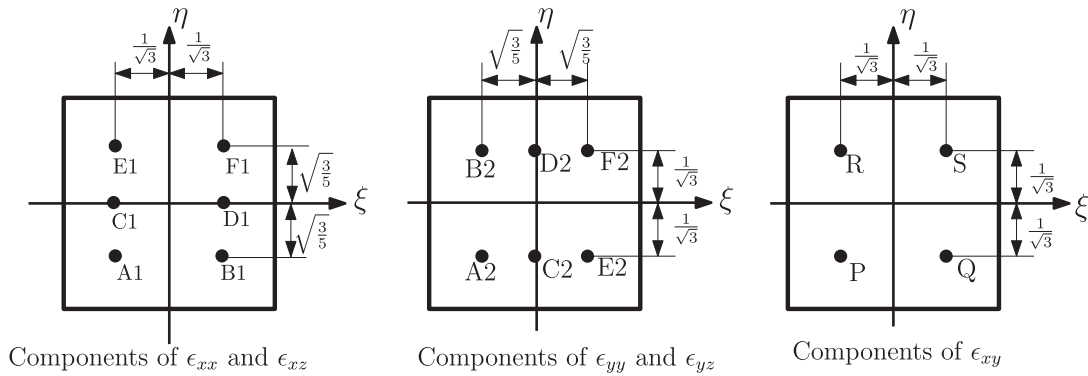 η
1/√3 1/√3
E1 F1
√3/5
C1 D1
ξ
√3/5
A1 B1
Components of ϵxx and ϵxz
η
√3/5 √3/5
B2 D2 F2
1/√3
ξ
1/√3
A2 C2 E2
Components of ϵyy and ϵyz
η
1/√3 1/√3
R S
1/√3
ξ
1/√3
P Q
Components of ϵxy